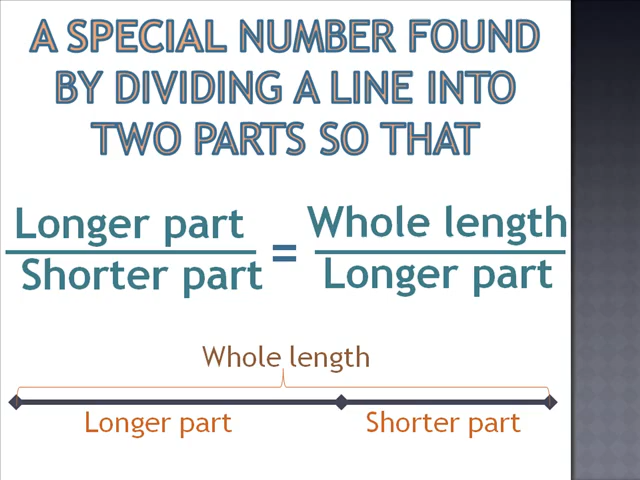 A SPECIAL NUMBER FOUND
BY DIVIDING A LINE INTO
TWO PARTS SO THAT
Longer part
Shorter part
=
Whole length
Longer part
Whole length
Longer part
Shorter part